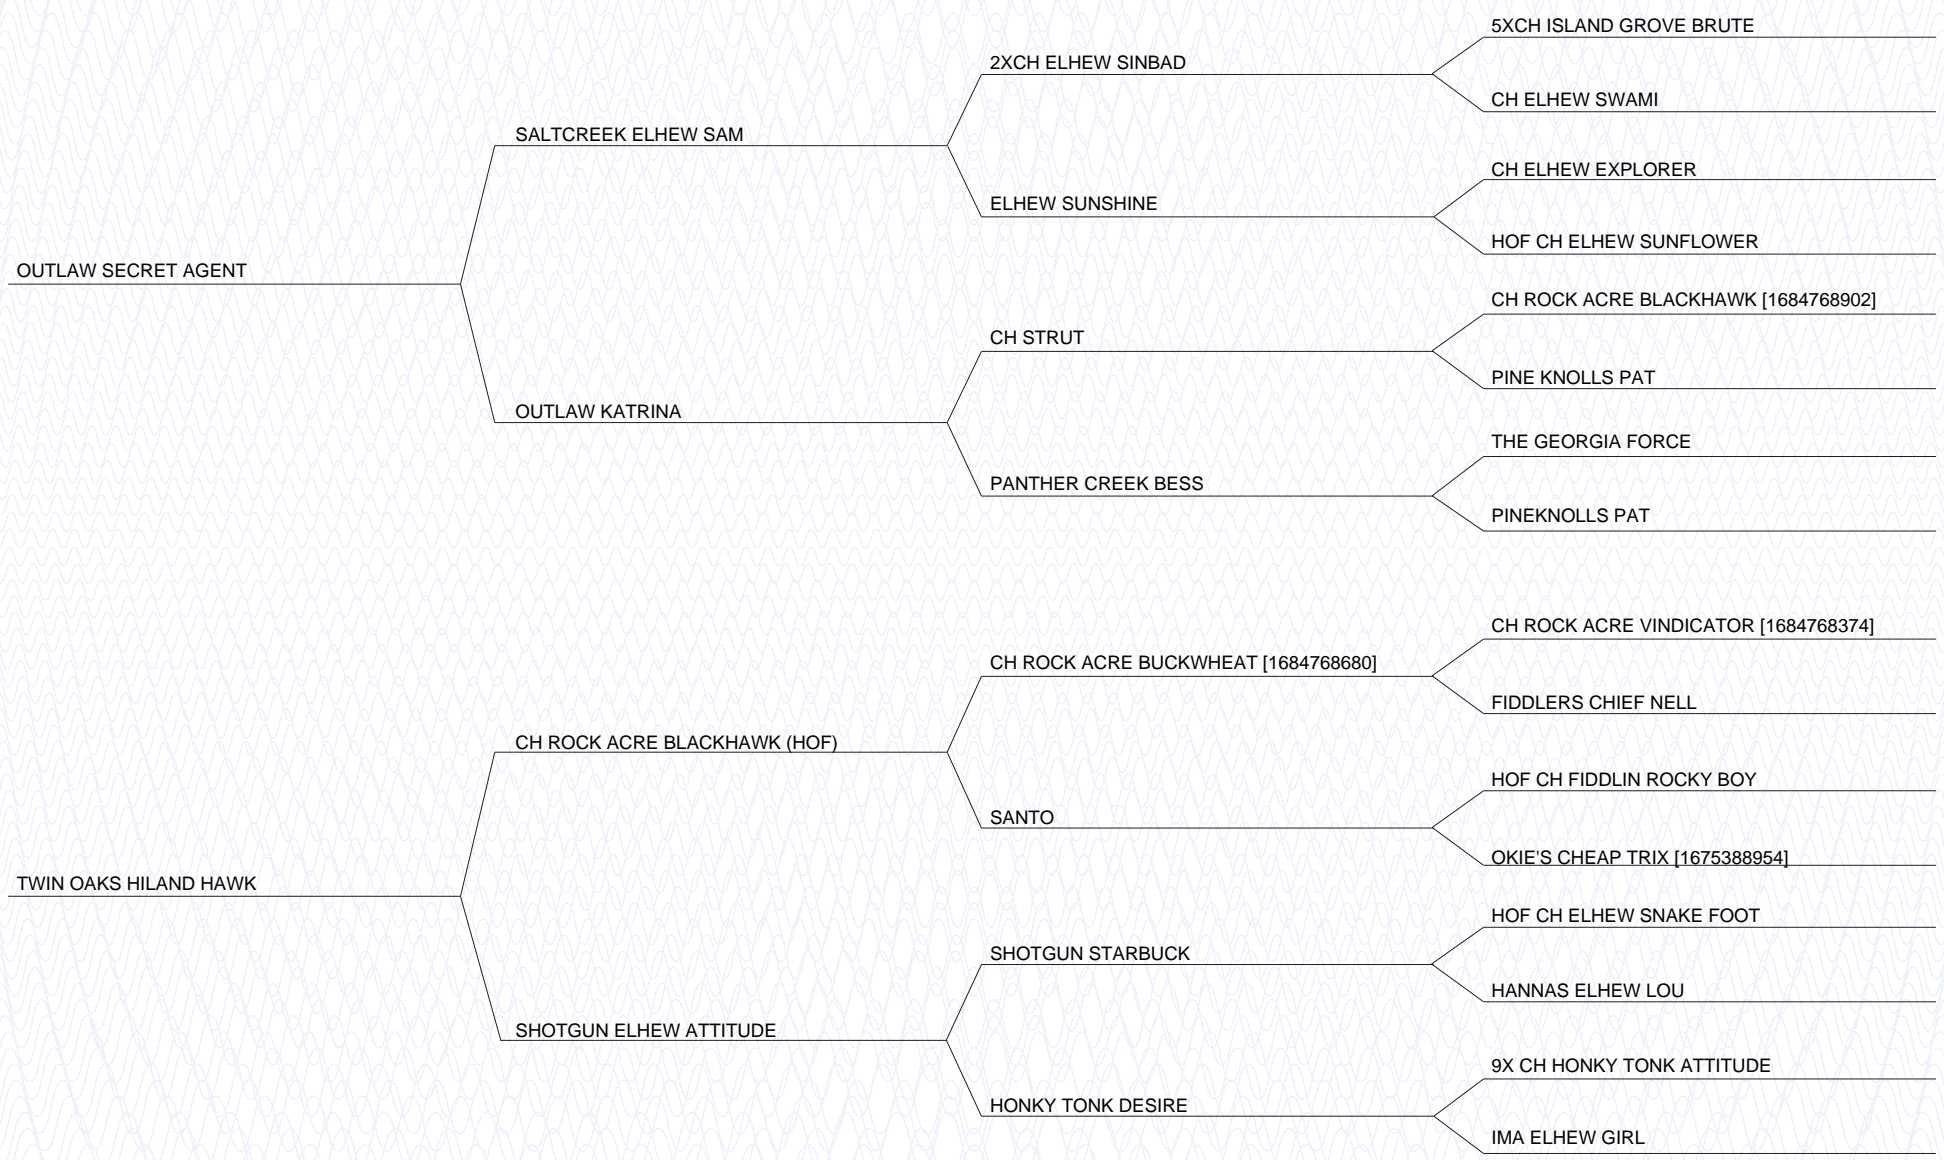 5XCH ISLAND GROVE BRUTE
2XCH ELHEW SINBAD
CH ELHEW SWAMI
SALTCREEK ELHEW SAM
CH ELHEW EXPLORER
ELHEW SUNSHINE
HOF CH ELHEW SUNFLOWER
OUTLAW SECRET AGENT
CH ROCK ACRE BLACKHAWK [1684768902]
CH STRUT
PINE KNOLLS PAT
OUTLAW KATRINA
THE GEORGIA FORCE
PANTHER CREEK BESS
PINEKNOLLS PAT
CH ROCK ACRE VINDICATOR [1684768374]
CH ROCK ACRE BUCKWHEAT [1684768680]
FIDDLERS CHIEF NELL
CH ROCK ACRE BLACKHAWK (HOF)
HOF CH FIDDLIN ROCKY BOY
SANTO
OKIE'S CHEAP TRIX [1675388954]
TWIN OAKS HILAND HAWK
HOF CH ELHEW SNAKE FOOT
SHOTGUN STARBUCK
HANNAS ELHEW LOU
SHOTGUN ELHEW ATTITUDE
9X CH HONKY TONK ATTITUDE
HONKY TONK DESIRE
IMA ELHEW GIRL